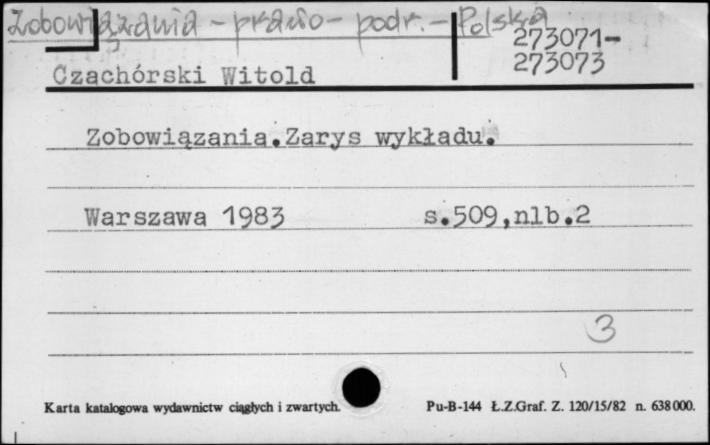 Zobowiązania - prawo - podr. - Polska
273071-
273073
Czachórski Witold
Zobowiązania.Zarys wykładu.
Warszawa 1983 s.509,nlb.2
3
Karta katalogowa wydawnictw ciągłych i zwartych. Pu-B-144 Ł.Z.Graf. Z. 120/15/82 n. 638000.